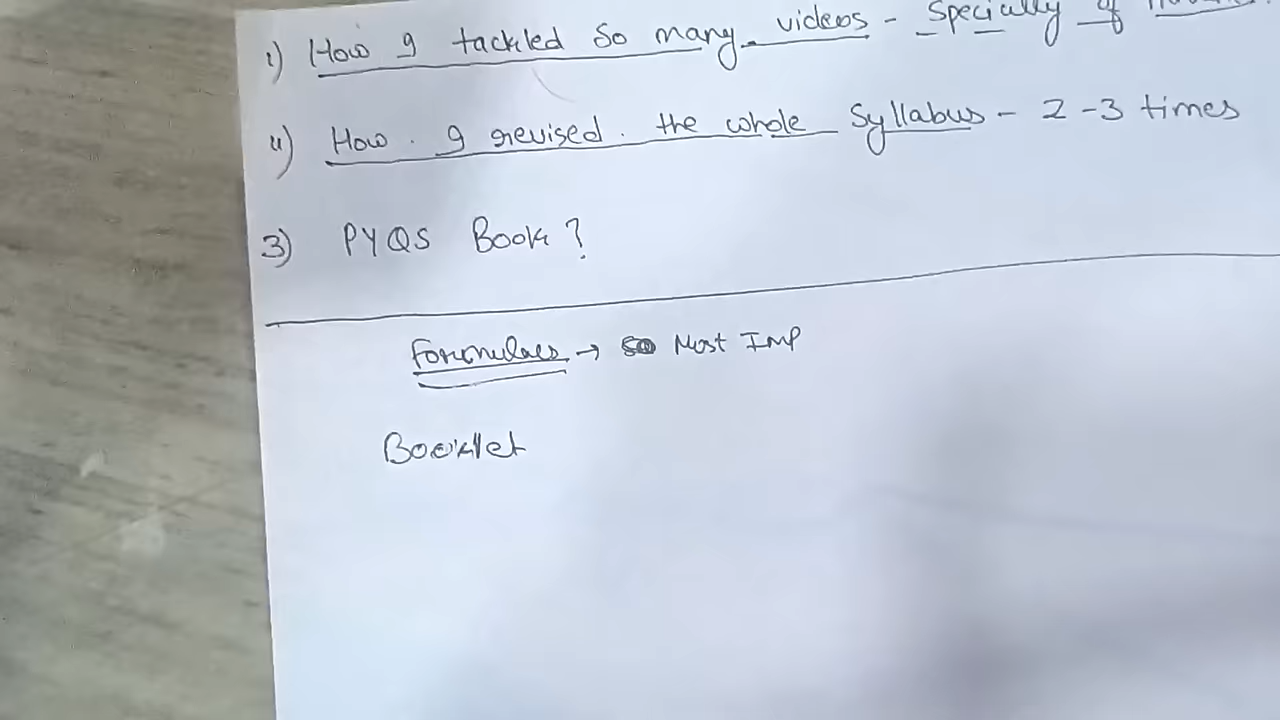 1) How I tackled so many videos - Specially of
2) How I revised the whole Syllabus - 2-3 times
3) PYQS Book?
Formulaes → Most Imp
Booklet